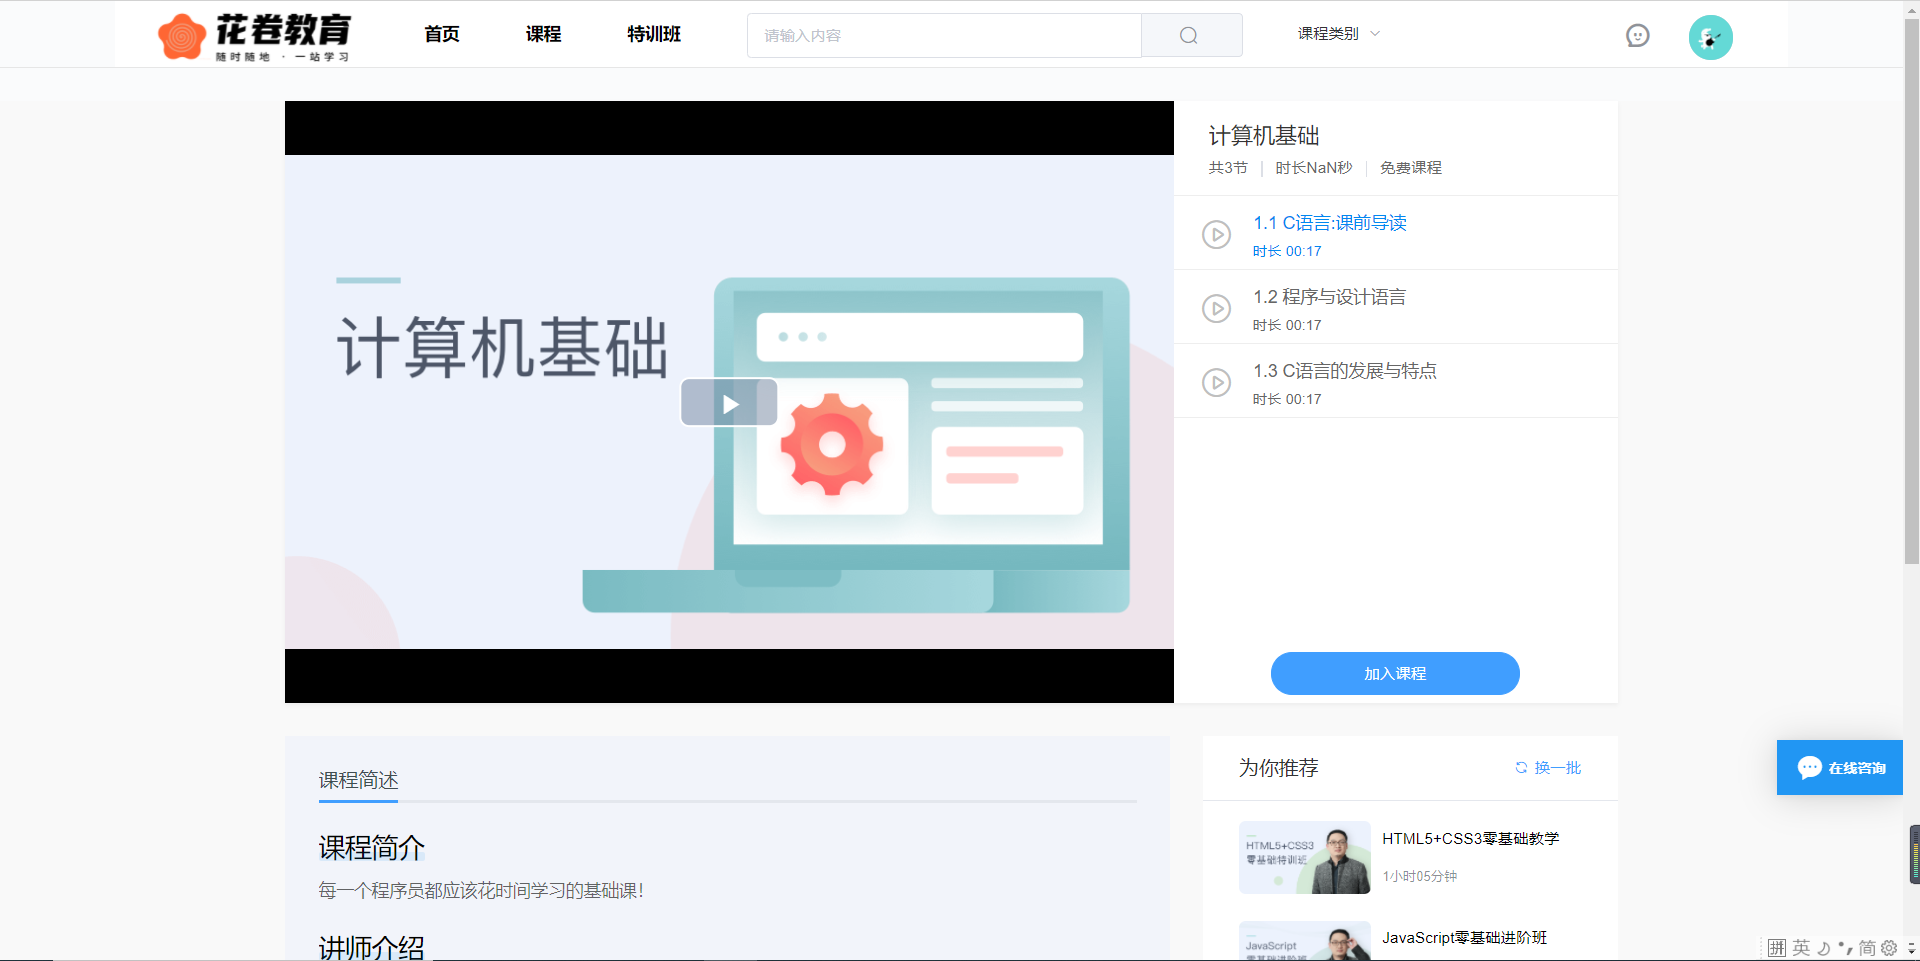 花卷教育
随时随地 · 一站学习
首页
课程
特训班
请输入内容
课程类别
计算机基础
计算机基础
共3节 | 时长NaN秒 | 免费课程
1.1 C语言:课前导读
时长 00:17
1.2 程序与设计语言
时长 00:17
1.3 C语言的发展与特点
时长 00:17
加入课程
课程简述
课程简介
每一个程序员都应该花时间学习的基础课!
讲师介绍
为你推荐
换一批
HTML5+CSS3
零基础特训班
HTML5+CSS3零基础教学
1小时05分钟
JavaScript
零基础进阶班
JavaScript零基础进阶班
在线咨询
拼 英 简